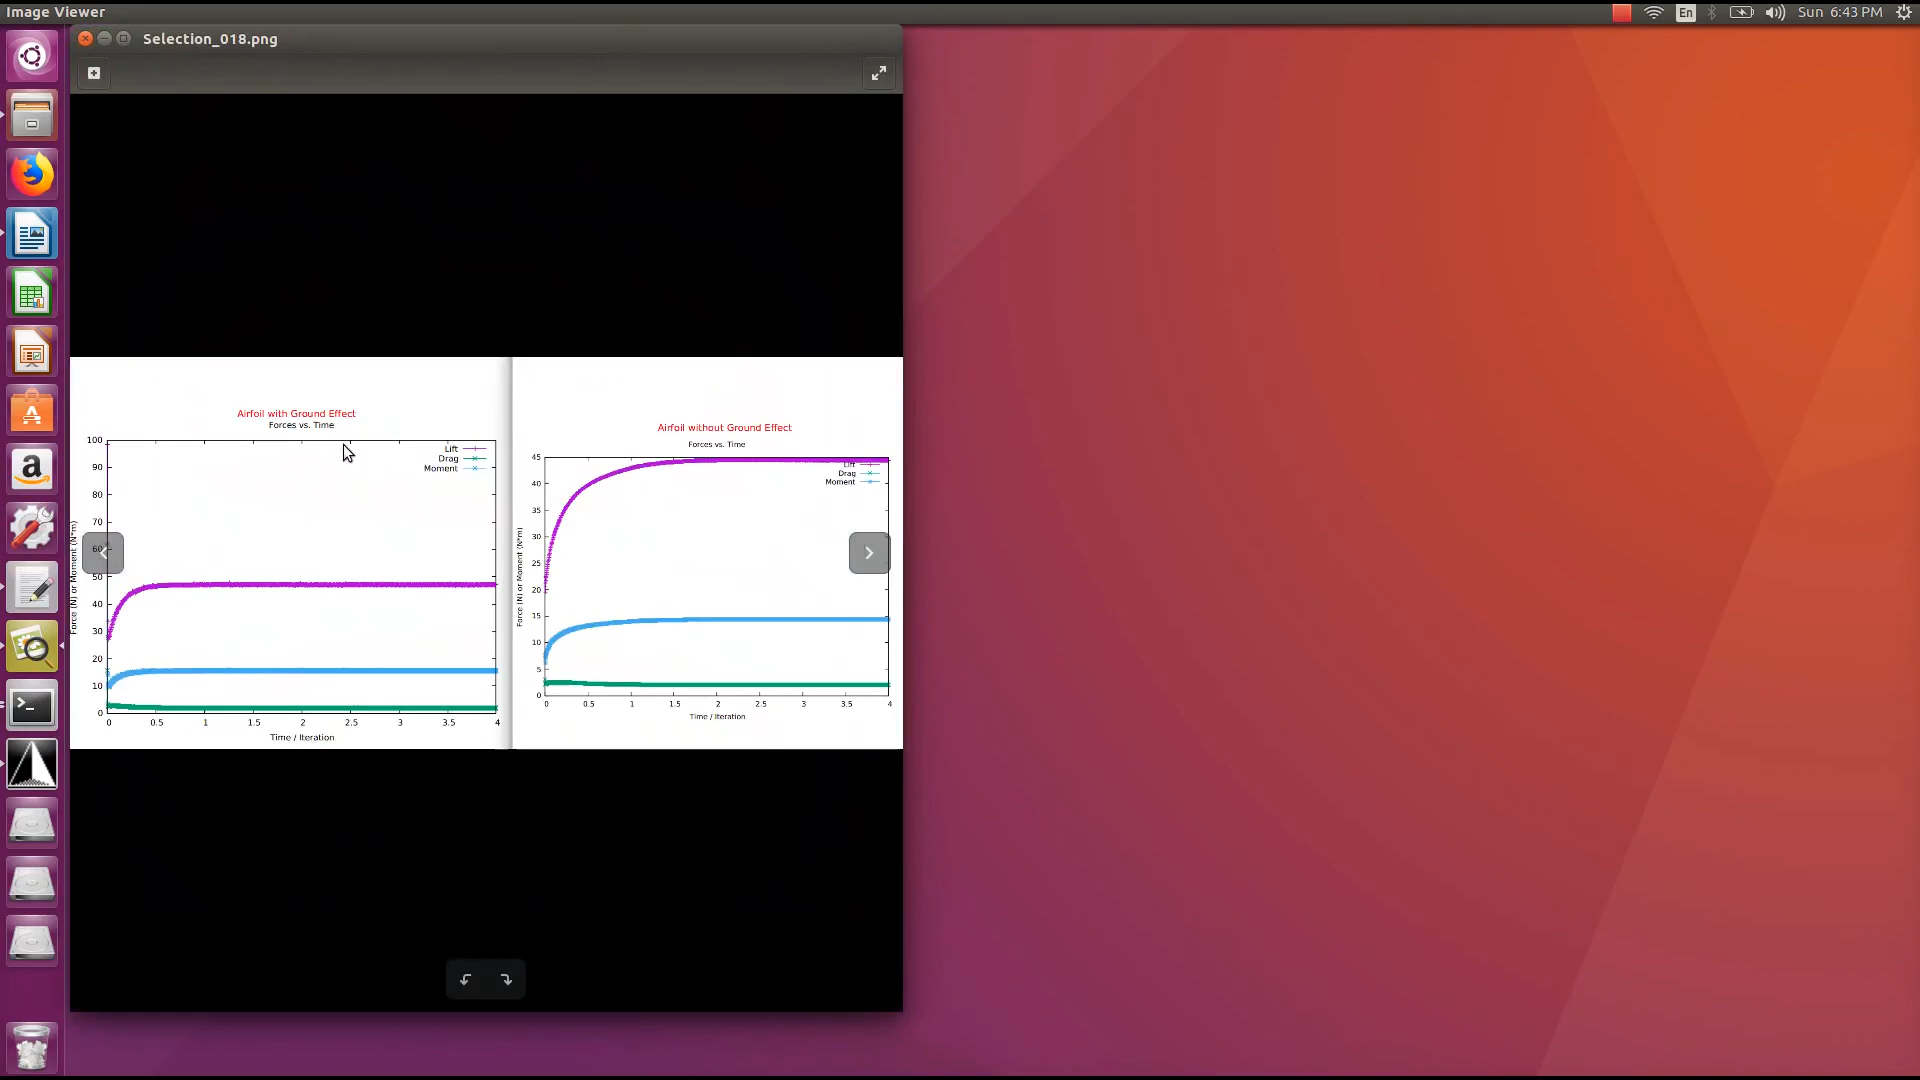 Image Viewer
En
Sun 6:43 PM
Selection_018.png
Airfoil with Ground Effect
Forces vs. Time
100
90
80
70
60
50
40
30
20
10
0
Force (N) or Moment (N*m)
Lift
Drag
Moment
0 0.5 1 1.5 2 2.5 3 3.5 4
Time / Iteration
Airfoil without Ground Effect
Forces vs. Time
45
40
35
30
25
20
15
10
5
0
Force (N) or Moment (N*m)
Lift
Drag
Moment
0 0.5 1 1.5 2 2.5 3 3.5 4
Time / Iteration